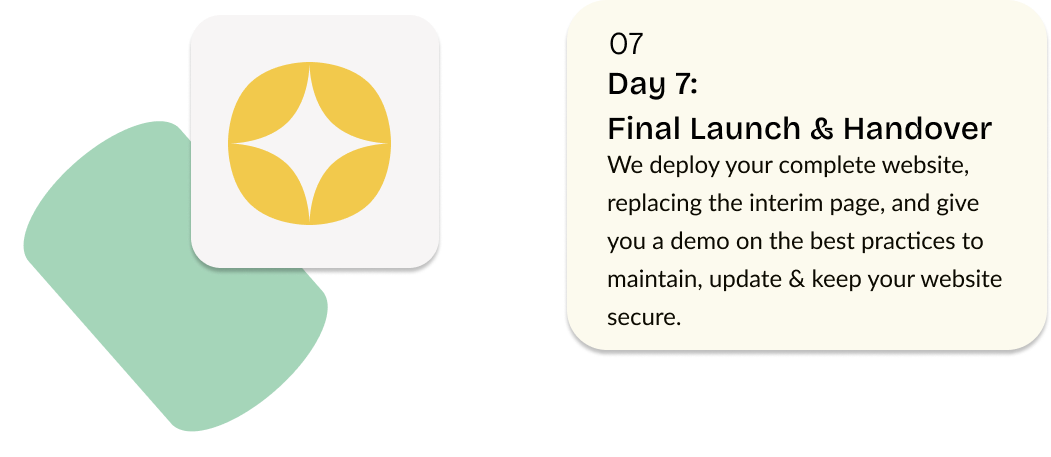 07
Day 7:
Final Launch & Handover
We deploy your complete website,
replacing the interim page, and give
you a demo on the best practices to
maintain, update & keep your website
secure.